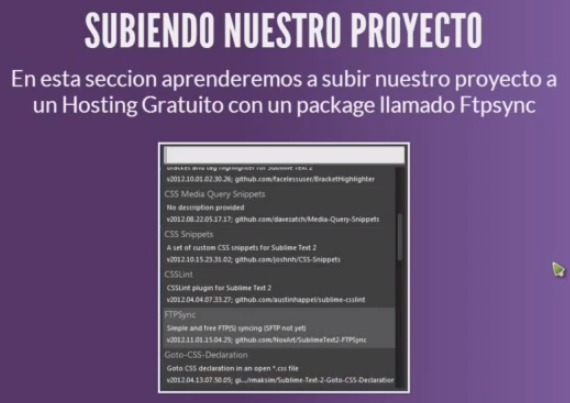 SUBIENDO NUESTRO PROYECTO
En esta seccion aprenderemos a subir nuestro proyecto a
un Hosting Gratuito con un package llamado Ftpsync
Bracket and tag highlighter for Sublime Text 2
v2012.10.01.02.30.26; github.com/facelessuser/BracketHighlighter
CSS Media Query Snippets
No description provided
v2012.08.22.05.17.17; github.com/davezatch/Media-Query-Snippets
CSS Snippets
A set of custom CSS snippets for Sublime Text 2
v2012.10.15.23.31.02; github.com/joshnh/CSS-Snippets
CSSLint
CSSLint plugin for Sublime Text 2
v2012.04.04.07.33.27; github.com/austinhappel/sublime-csslint
FTPSync
Simple and free FTP(S) syncing (SFTP not yet)
v2012.11.01.15.04.25; github.com/NoxArt/SublimeText2-FTPSync
Goto-CSS-Declaration
Goto CSS declaration in an open *.css file
v2012.04.13.07.50.05; gi.../rmaksim/Sublime-Text-2-Goto-CSS-Declaration